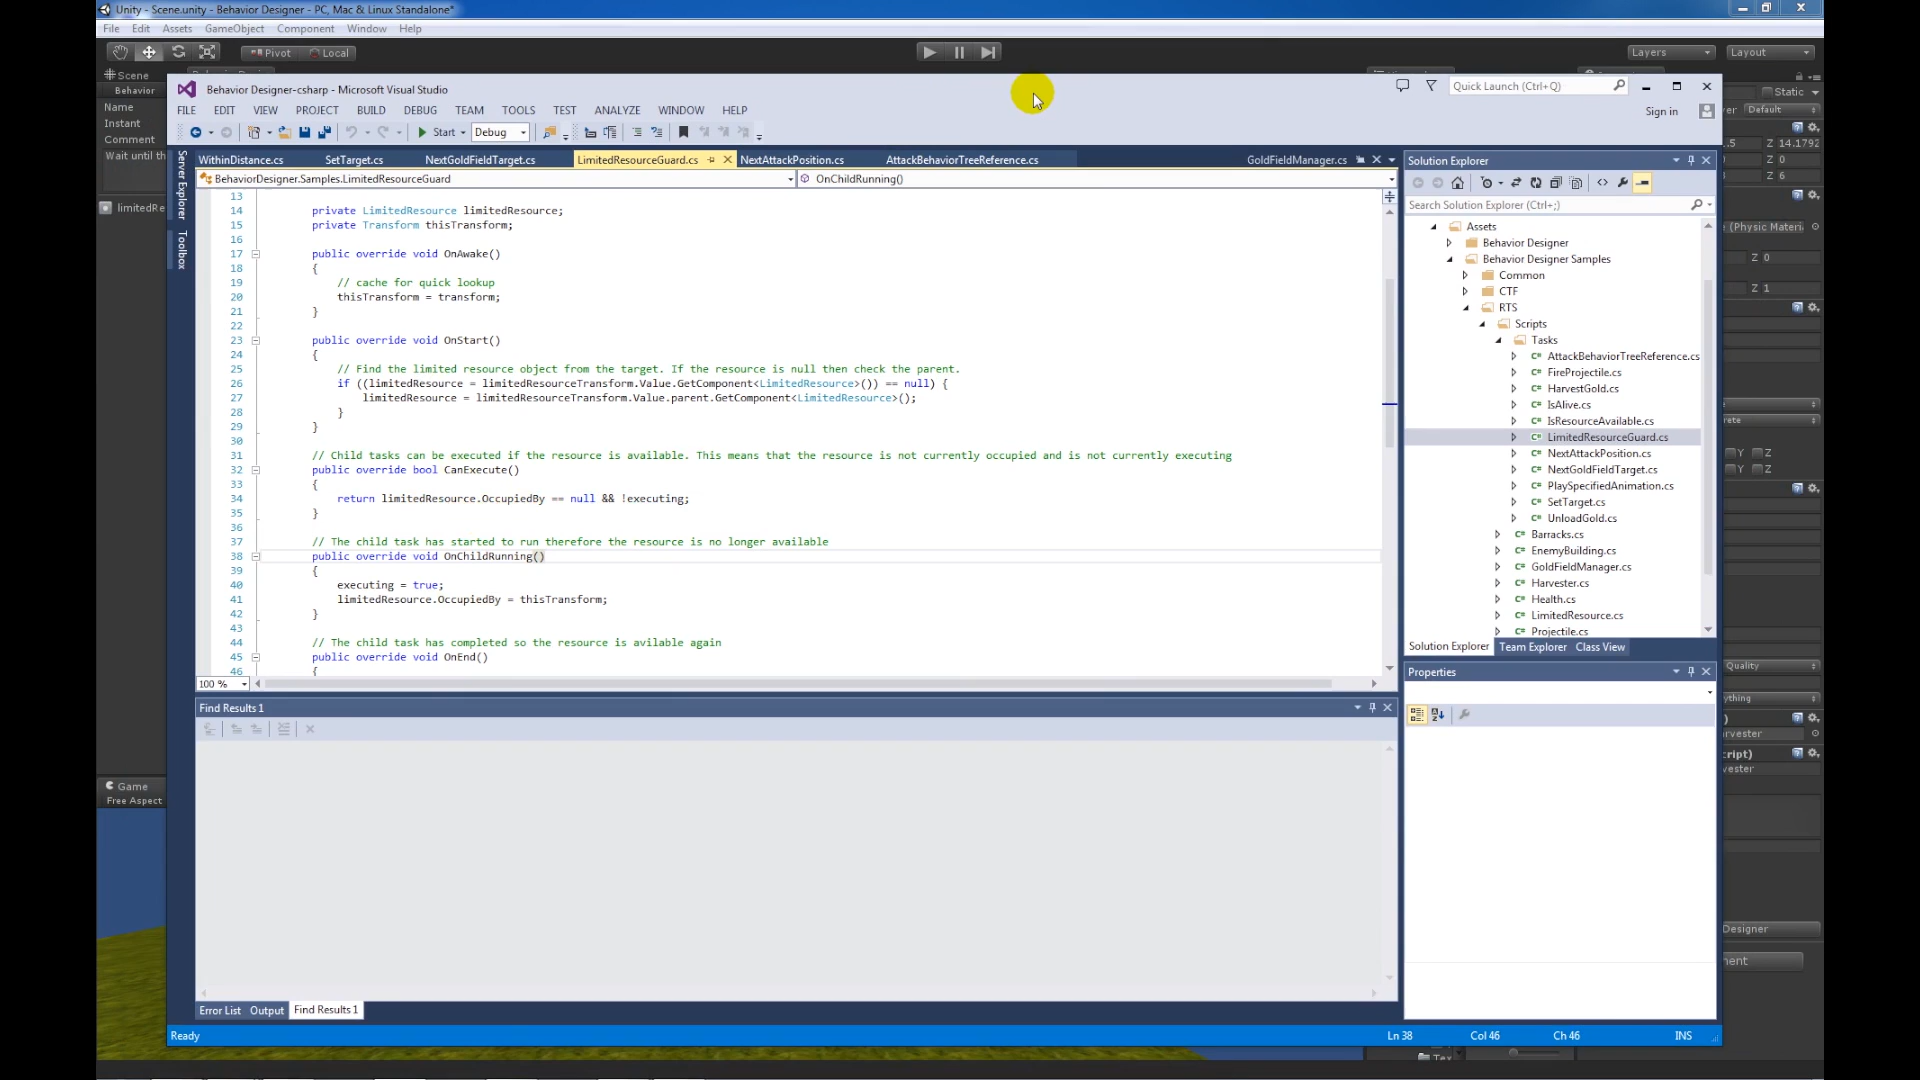 Unity - Scene.unity - Behavior Designer - PC, Mac & Linux Standalone*
File Edit Assets GameObject Component Window Help
Pivot Local Layers Layout
Scene
Behavior
Name
Instant
Comment
Wait until th
limitedRe
Game
Free Aspect
Behavior Designer-csharp - Microsoft Visual Studio
Quick Launch (Ctrl+Q)
FILE EDIT VIEW PROJECT BUILD DEBUG TEAM TOOLS TEST ANALYZE WINDOW HELP
Sign in
Start Debug
Server Explorer
Toolbox
WithinDistance.cs SetTarget.cs NextGoldFieldTarget.cs LimitedResourceGuard.cs NextAttackPosition.cs AttackBehaviorTreeReference.cs GoldFieldManager.cs
BehaviorDesigner.Samples.LimitedResourceGuard OnChildRunning()
13
14 private LimitedResource limitedResource;
15 private Transform thisTransform;
16
17 public override void OnAwake()
18 {
19 // cache for quick lookup
20 thisTransform = transform;
21 }
22
23 public override void OnStart()
24 {
25 // Find the limited resource object from the target. If the resource is null then check the parent.
26 if ((limitedResource = limitedResourceTransform.Value.GetComponent<LimitedResource>()) == null) {
27 limitedResource = limitedResourceTransform.Value.parent.GetComponent<LimitedResource>();
28 }
29 }
30
31 // Child tasks can be executed if the resource is available. This means that the resource is not currently occupied and is not currently executing
32 public override bool CanExecute()
33 {
34 return limitedResource.OccupiedBy == null && !executing;
35 }
36
37 // The child task has started to run therefore the resource is no longer available
38 public override void OnChildRunning()
39 {
40 executing = true;
41 limitedResource.OccupiedBy = thisTransform;
42 }
43
44 // The child task has completed so the resource is avilable again
45 public override void OnEnd()
46 {
100 %
Find Results 1
Error List Output Find Results 1
Ready Ln 38 Col 46 Ch 46 INS
Solution Explorer
Search Solution Explorer (Ctrl+;)
Assets
Behavior Designer
Behavior Designer Samples
Common
CTF
RTS
Scripts
Tasks
AttackBehaviorTreeReference.cs
FireProjectile.cs
HarvestGold.cs
IsAlive.cs
IsResourceAvailable.cs
LimitedResourceGuard.cs
NextAttackPosition.cs
NextGoldFieldTarget.cs
PlaySpecifiedAnimation.cs
SetTarget.cs
UnloadGold.cs
Barracks.cs
EnemyBuilding.cs
GoldFieldManager.cs
Harvester.cs
Health.cs
LimitedResource.cs
Projectile.cs
Solution Explorer Team Explorer Class View
Properties
Static
Default
Z 14.1792
Z 0
Z 6
(Physic Materi
Z 0
Z 1
rete
Y Z
Y Z
Quality
ything
rvester
cript)
vester
Designer
nent
Tex